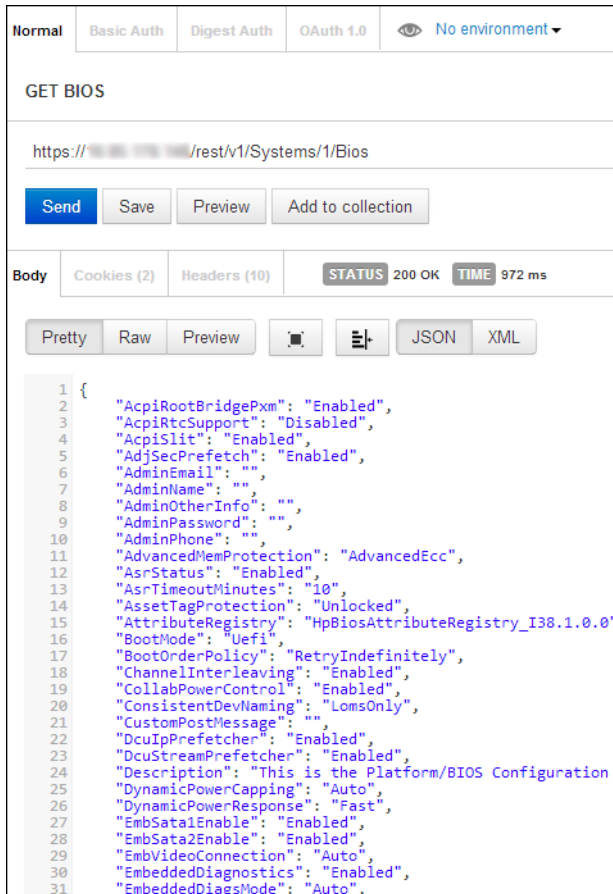 Normal Basic Auth Digest Auth OAuth 1.0 No environment
GET BIOS
https:// /rest/v1/Systems/1/Bios
Send Save Preview Add to collection
Body Cookies (2) Headers (10) STATUS 200 OK TIME 972 ms
Pretty Raw Preview JSON XML
1 {
2 "AcpiRootBridgePxm": "Enabled",
3 "AcpiRtcSupport": "Disabled",
4 "AcpiSlit": "Enabled",
5 "AdjSecPrefetch": "Enabled",
6 "AdminEmail": "",
7 "AdminName": "",
8 "AdminOtherInfo": "",
9 "AdminPassword": "",
10 "AdminPhone": "",
11 "AdvancedMemProtection": "AdvancedEcc",
12 "AsrStatus": "Enabled",
13 "AsrTimeoutMinutes": "10",
14 "AssetTagProtection": "Unlocked",
15 "AttributeRegistry": "HpBiosAttributeRegistry_I38.1.0.0"
16 "BootMode": "Uefi",
17 "BootOrderPolicy": "RetryIndefinitely",
18 "ChannelInterleaving": "Enabled",
19 "CollabPowerControl": "Enabled",
20 "ConsistentDevNaming": "LomsOnly",
21 "CustomPostMessage": "",
22 "DcuIpPrefetcher": "Enabled",
23 "DcuStreamPrefetcher": "Enabled",
24 "Description": "This is the Platform/BIOS Configuration
25 "DynamicPowerCapping": "Auto",
26 "DynamicPowerResponse": "Fast",
27 "EmbSata1Enable": "Enabled",
28 "EmbSata2Enable": "Enabled",
29 "EmbVideoConnection": "Auto",
30 "EmbeddedDiagnostics": "Enabled",
31 "EmbeddedDiagsMode": "Auto",